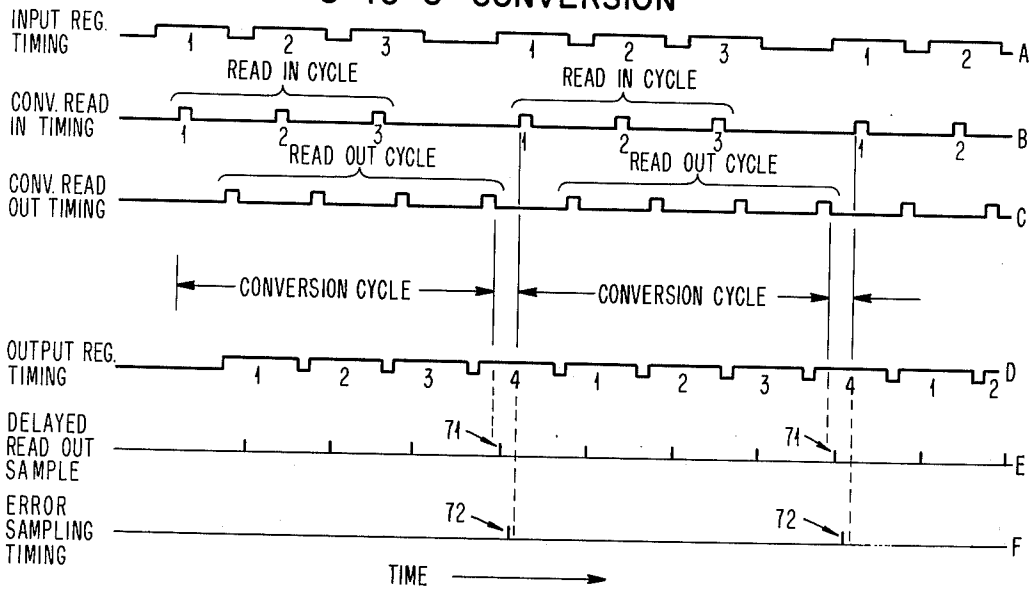 TO CONVERSION
INPUT REG.
TIMING
1 2 3 1 2 3 1 2 A
READ IN CYCLE READ IN CYCLE
CONV. READ
IN TIMING
1 2 3 1 2 3 1 2 B
READ OUT CYCLE READ OUT CYCLE
CONV. READ
OUT TIMING
C
CONVERSION CYCLE CONVERSION CYCLE
OUTPUT REG.
TIMING
1 2 3 4 1 2 3 4 1 2 D
DELAYED
READ OUT
SAMPLE
71 71 E
ERROR
SAMPLING
TIMING
72 72 F
TIME